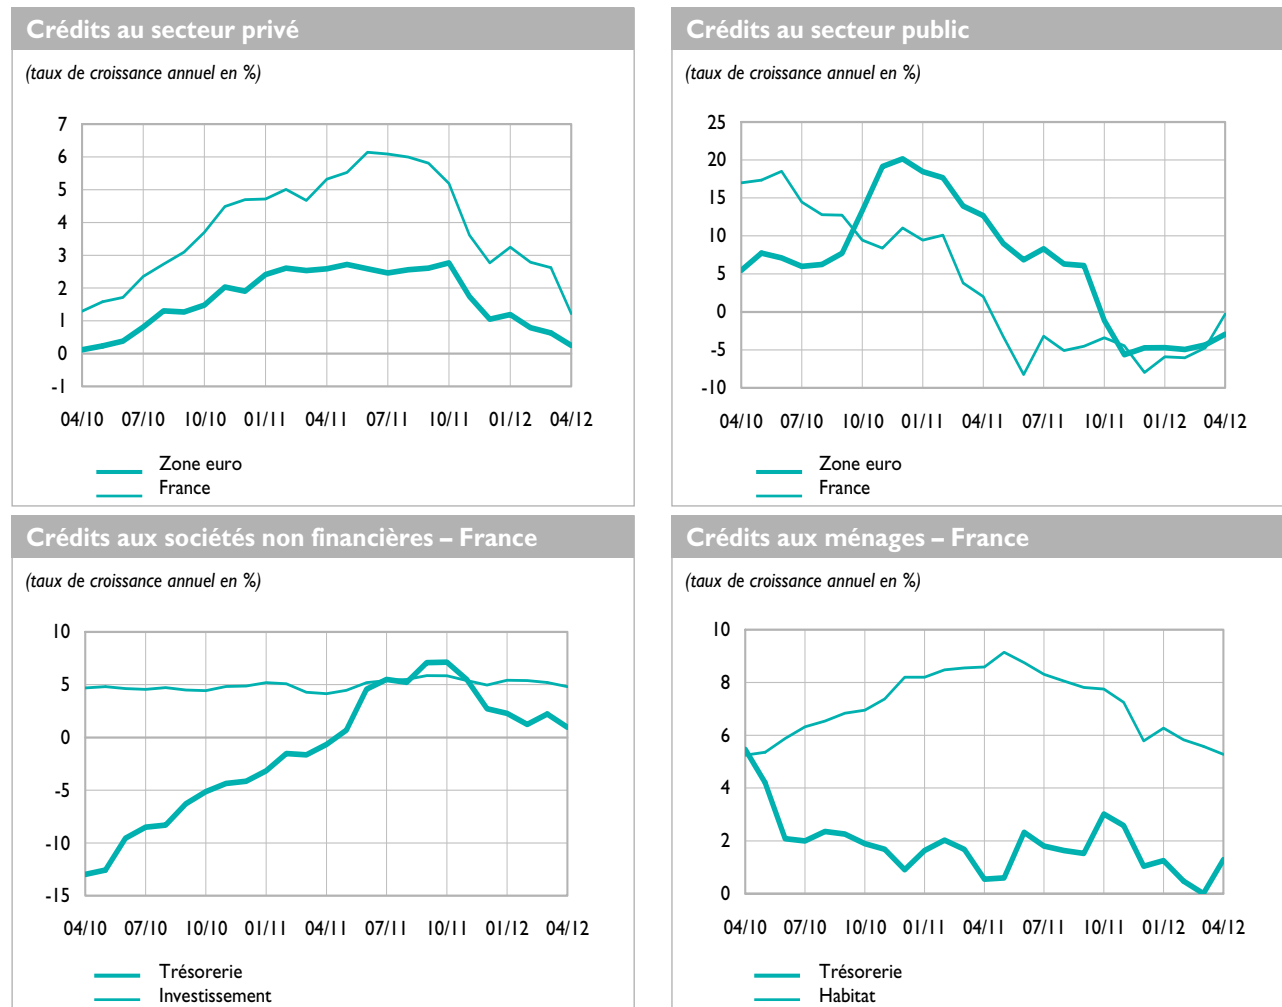 Crédits au secteur privé
(taux de croissance annuel en %)
7
6
5
4
3
2
1
0
-1
04/10 07/10 10/10 01/11 04/11 07/11 10/11 01/12 04/12
Zone euro
France
Crédits au secteur public
(taux de croissance annuel en %)
25
20
15
10
5
0
-5
-10
04/10 07/10 10/10 01/11 04/11 07/11 10/11 01/12 04/12
Zone euro
France
Crédits aux sociétés non financières – France
(taux de croissance annuel en %)
10
5
0
-5
-10
-15
04/10 07/10 10/10 01/11 04/11 07/11 10/11 01/12 04/12
Trésorerie
Investissement
Crédits aux ménages – France
(taux de croissance annuel en %)
10
8
6
4
2
0
04/10 07/10 10/10 01/11 04/11 07/11 10/11 01/12 04/12
Trésorerie
Habitat